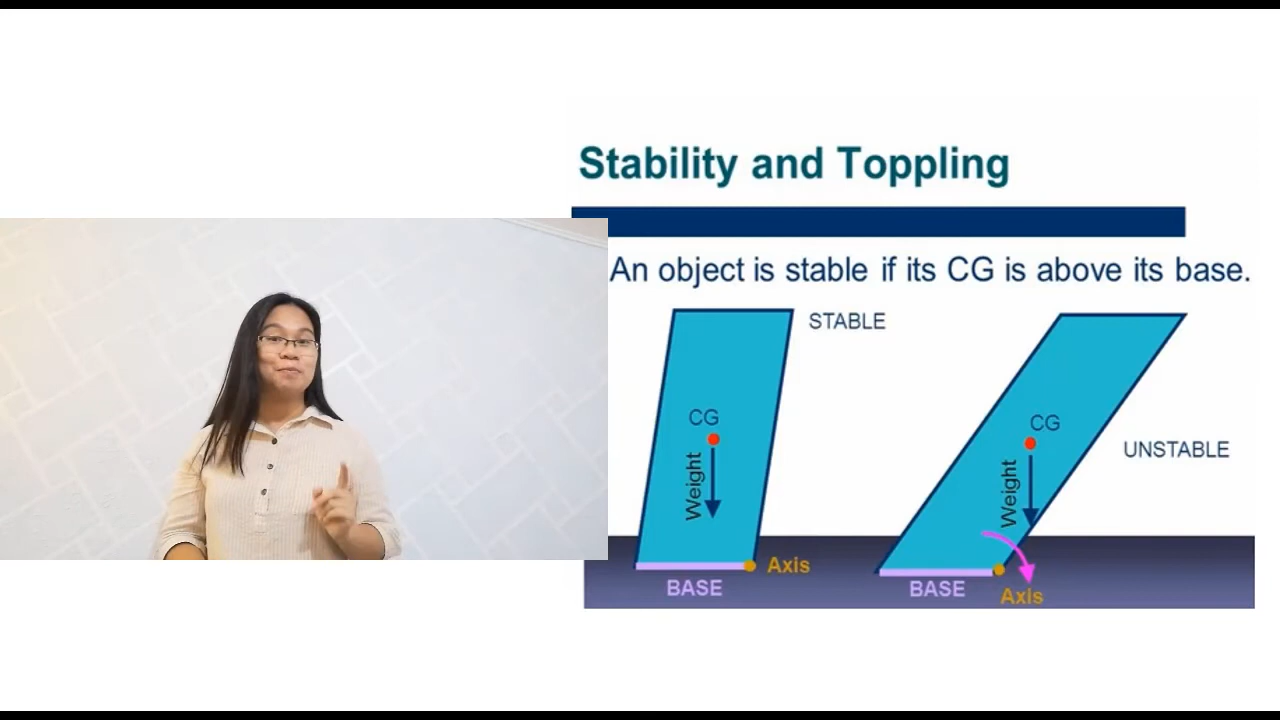 Stability and Toppling
An object is stable if its CG is above its base.
STABLE
CG
Weight
BASE
Axis
CG
Weight
UNSTABLE
BASE
Axis